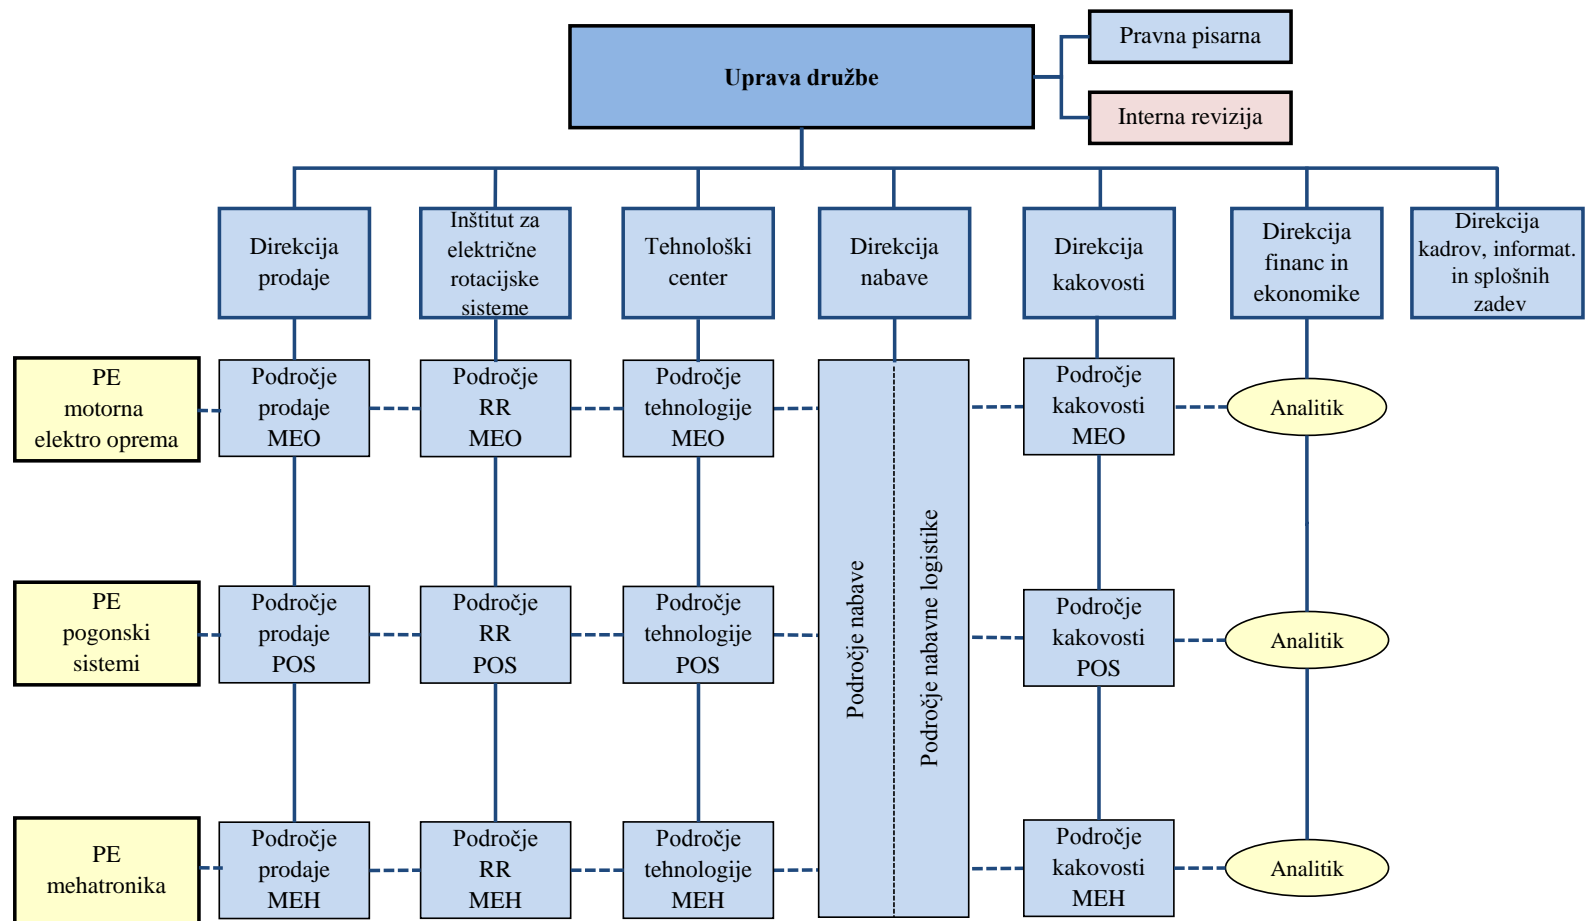 Uprava družbe
Pravna pisarna
Interna revizija
Direkcija
prodaje
Inštitut za
električne
rotacijske
sisteme
Tehnološki
center
Direkcija
nabave
Direkcija
kakovosti
Direkcija
financ in
ekonomike
Direkcija
kadrov, informat.
in splošnih
zadev
PE
motorna
elektro oprema
Področje
prodaje
MEO
Področje
RR
MEO
Področje
tehnologije
MEO
Področje nabave
Področje nabavne logistike
Področje
kakovosti
MEO
Analitik
PE
pogonski
sistemi
Področje
prodaje
POS
Področje
RR
POS
Področje
tehnologije
POS
Področje
kakovosti
POS
Analitik
PE
mehatronika
Področje
prodaje
MEH
Področje
RR
MEH
Področje
tehnologije
MEH
Področje
kakovosti
MEH
Analitik